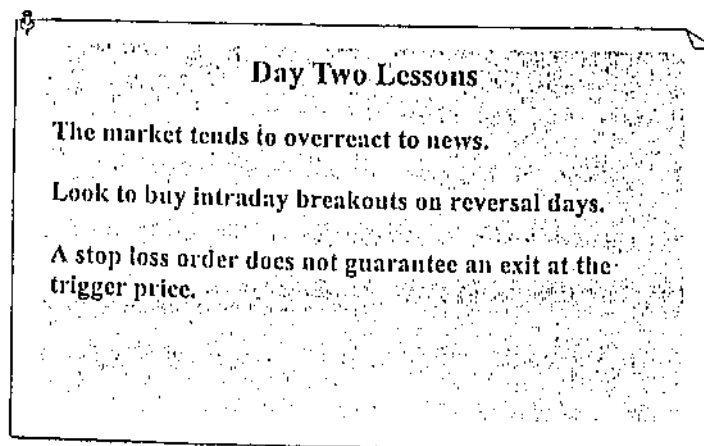 Day Two Lessons
The market tends to overreact to news.
Look to buy intraday breakouts on reversal days.
A stop loss order does not guarantee an exit at the
trigger price.